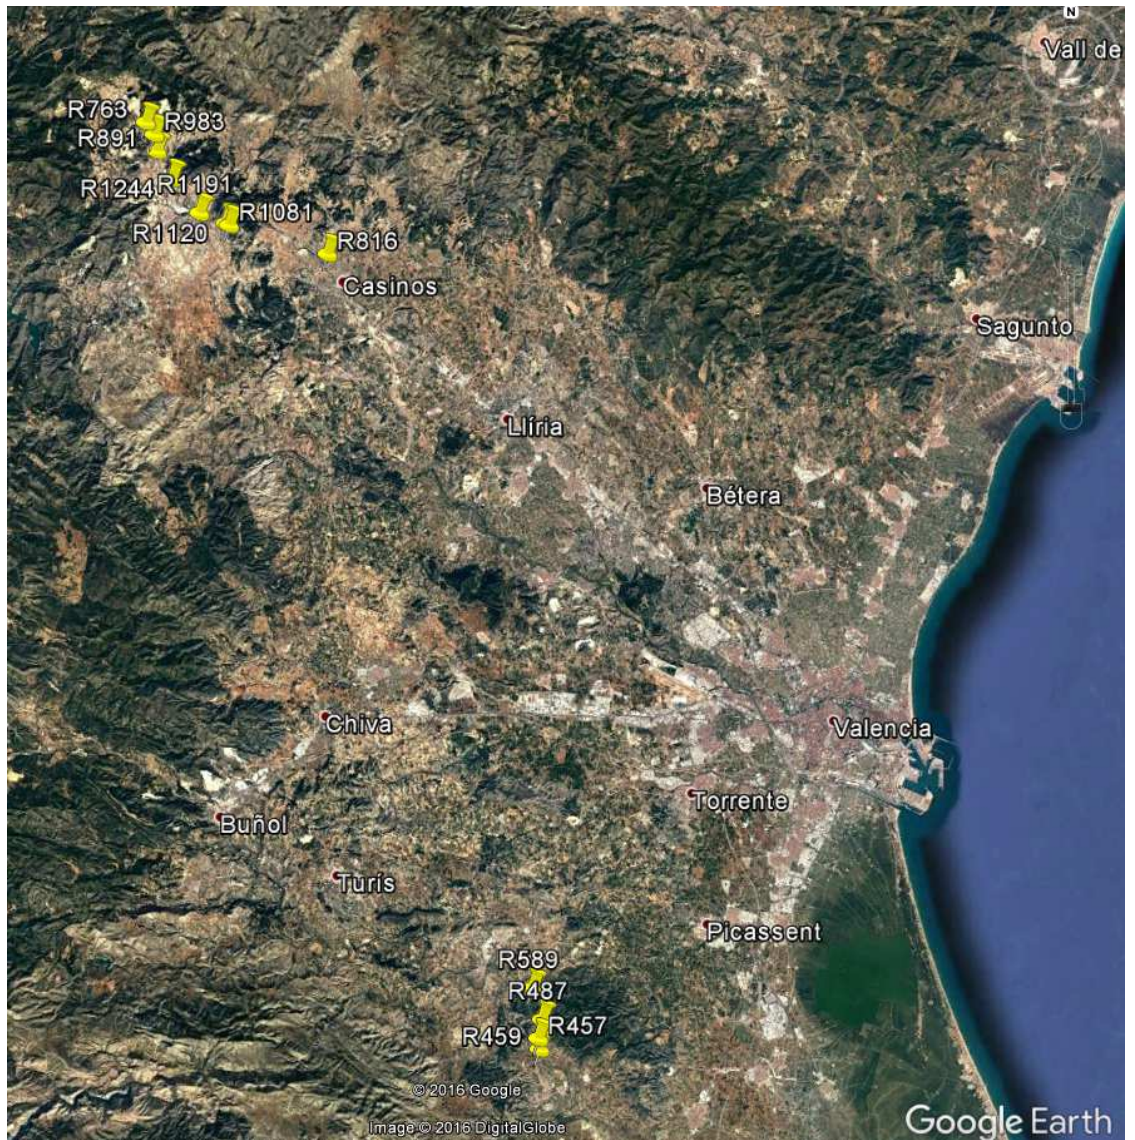 N
Vall de
R763
R983
R891
R1244
R1191
R1120
R1081
R816
Casinos
Sagunto
Llíria
Bétera
Chiva
Valencia
Torrente
Buñol
Turís
Picassent
R589
R487
R459
R457
© 2016 Google
Image © 2016 DigitalGlobe
Google Earth